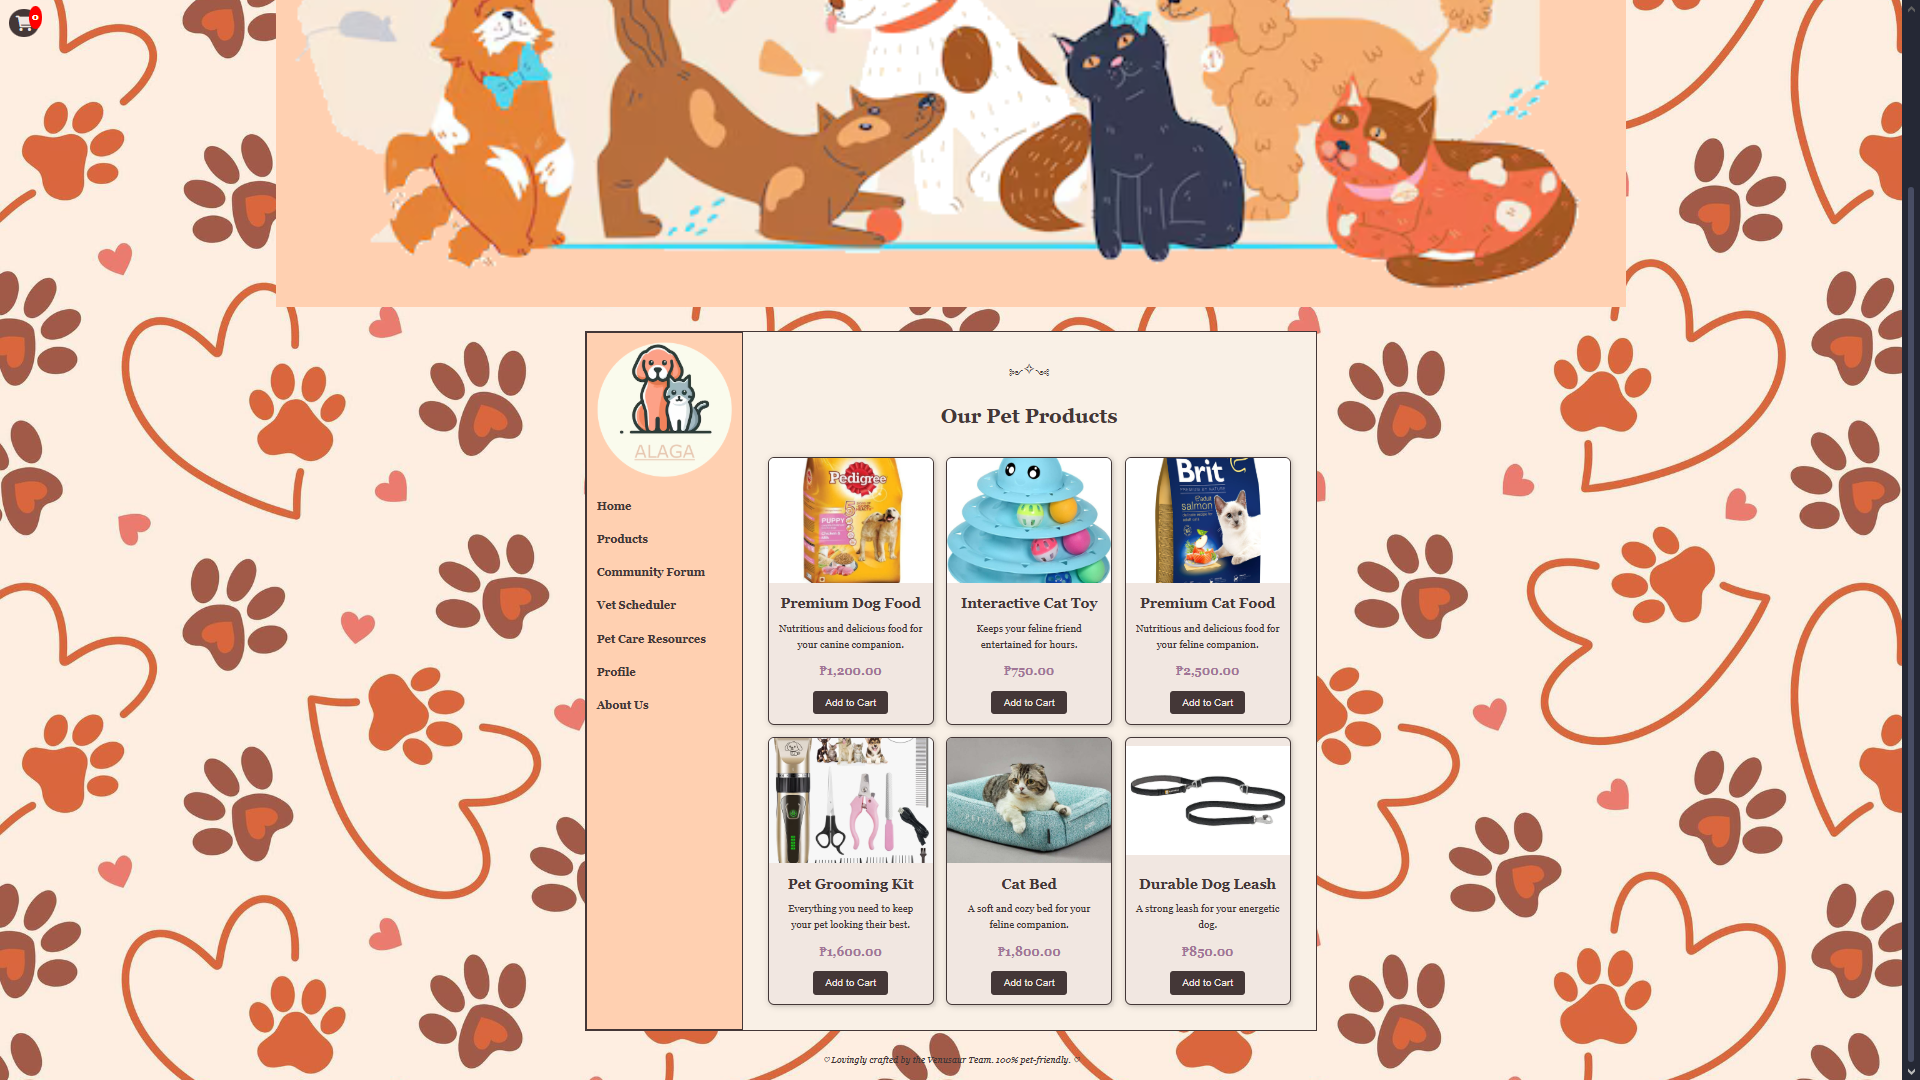 0
ALAGA
Home
Products
Community Forum
Vet Scheduler
Pet Care Resources
Profile
About Us
Our Pet Products
Pedigree
PUPPY
Premium Dog Food
Nutritious and delicious food for
your canine companion.
₱1,200.00
Add to Cart
Interactive Cat Toy
Keeps your feline friend
entertained for hours.
₱750.00
Add to Cart
Brit
salmon
Premium Cat Food
Nutritious and delicious food for
your feline companion.
₱2,500.00
Add to Cart
Pet Grooming Kit
Everything you need to keep
your pet looking their best.
₱1,600.00
Add to Cart
Cat Bed
A soft and cozy bed for your
feline companion.
₱1,800.00
Add to Cart
Durable Dog Leash
A strong leash for your energetic
dog.
₱850.00
Add to Cart
♡ Lovingly crafted by the Venusaur Team. 100% pet-friendly. ♡